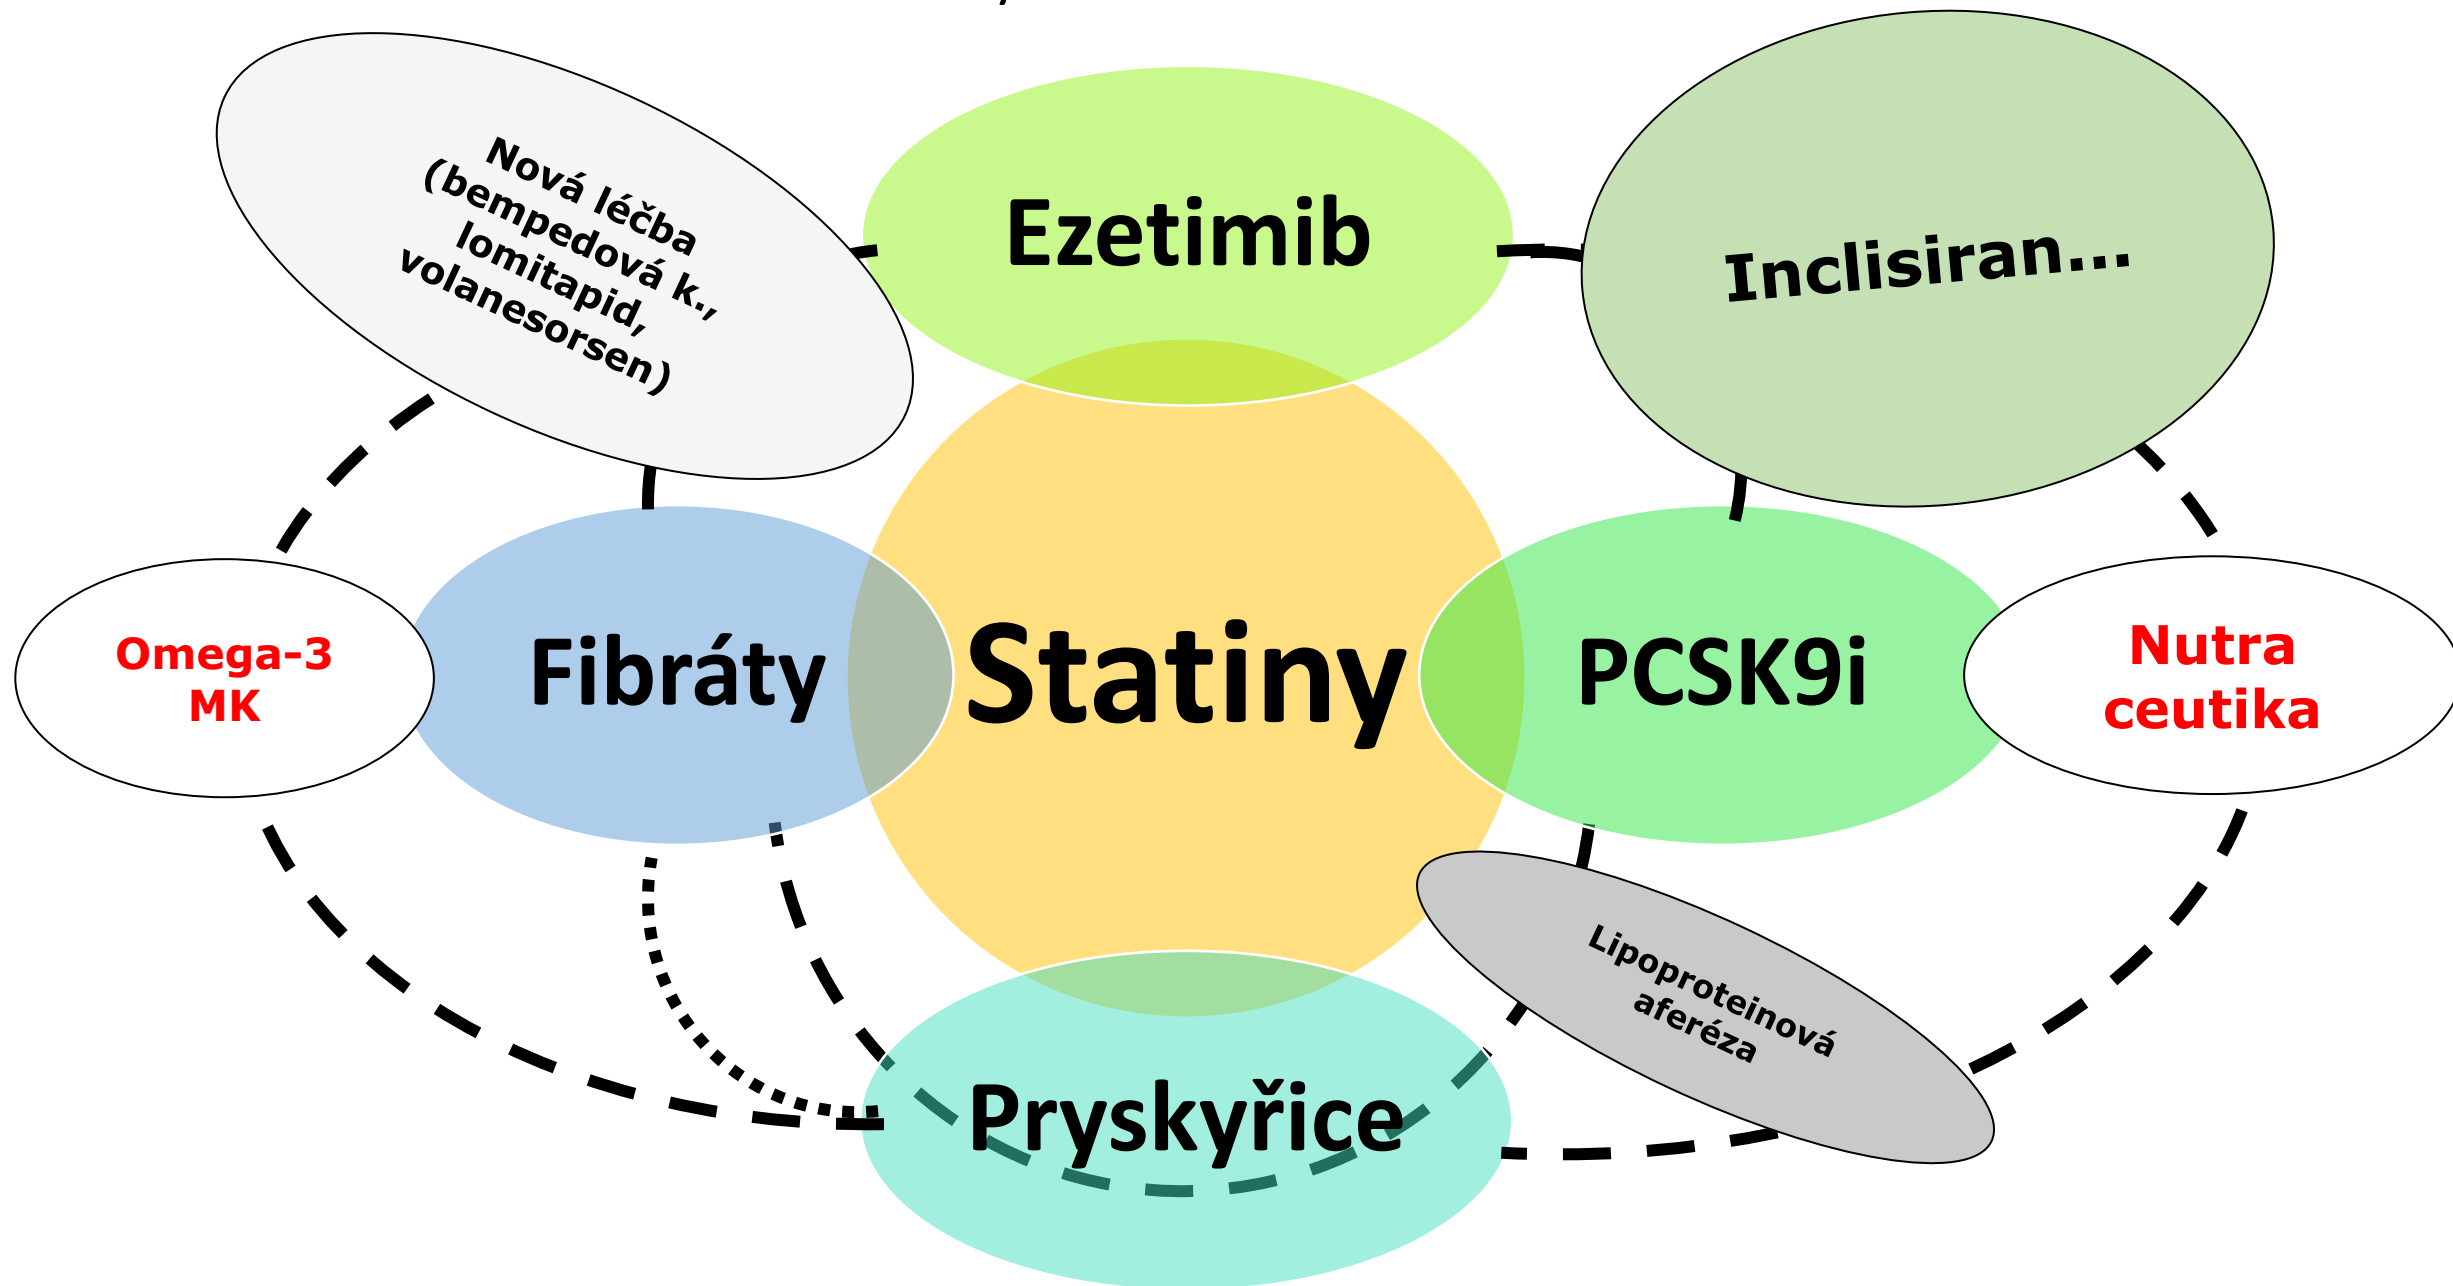 Nová léčba
(bempedová k.,
lomitapid,
volanesorsen)
Ezetimib
Inclisiran...
Omega-3
MK
Fibráty
Statiny
PCSK9i
Nutra
ceutika
Lipoproteinová
aferéza
Pryskyřice